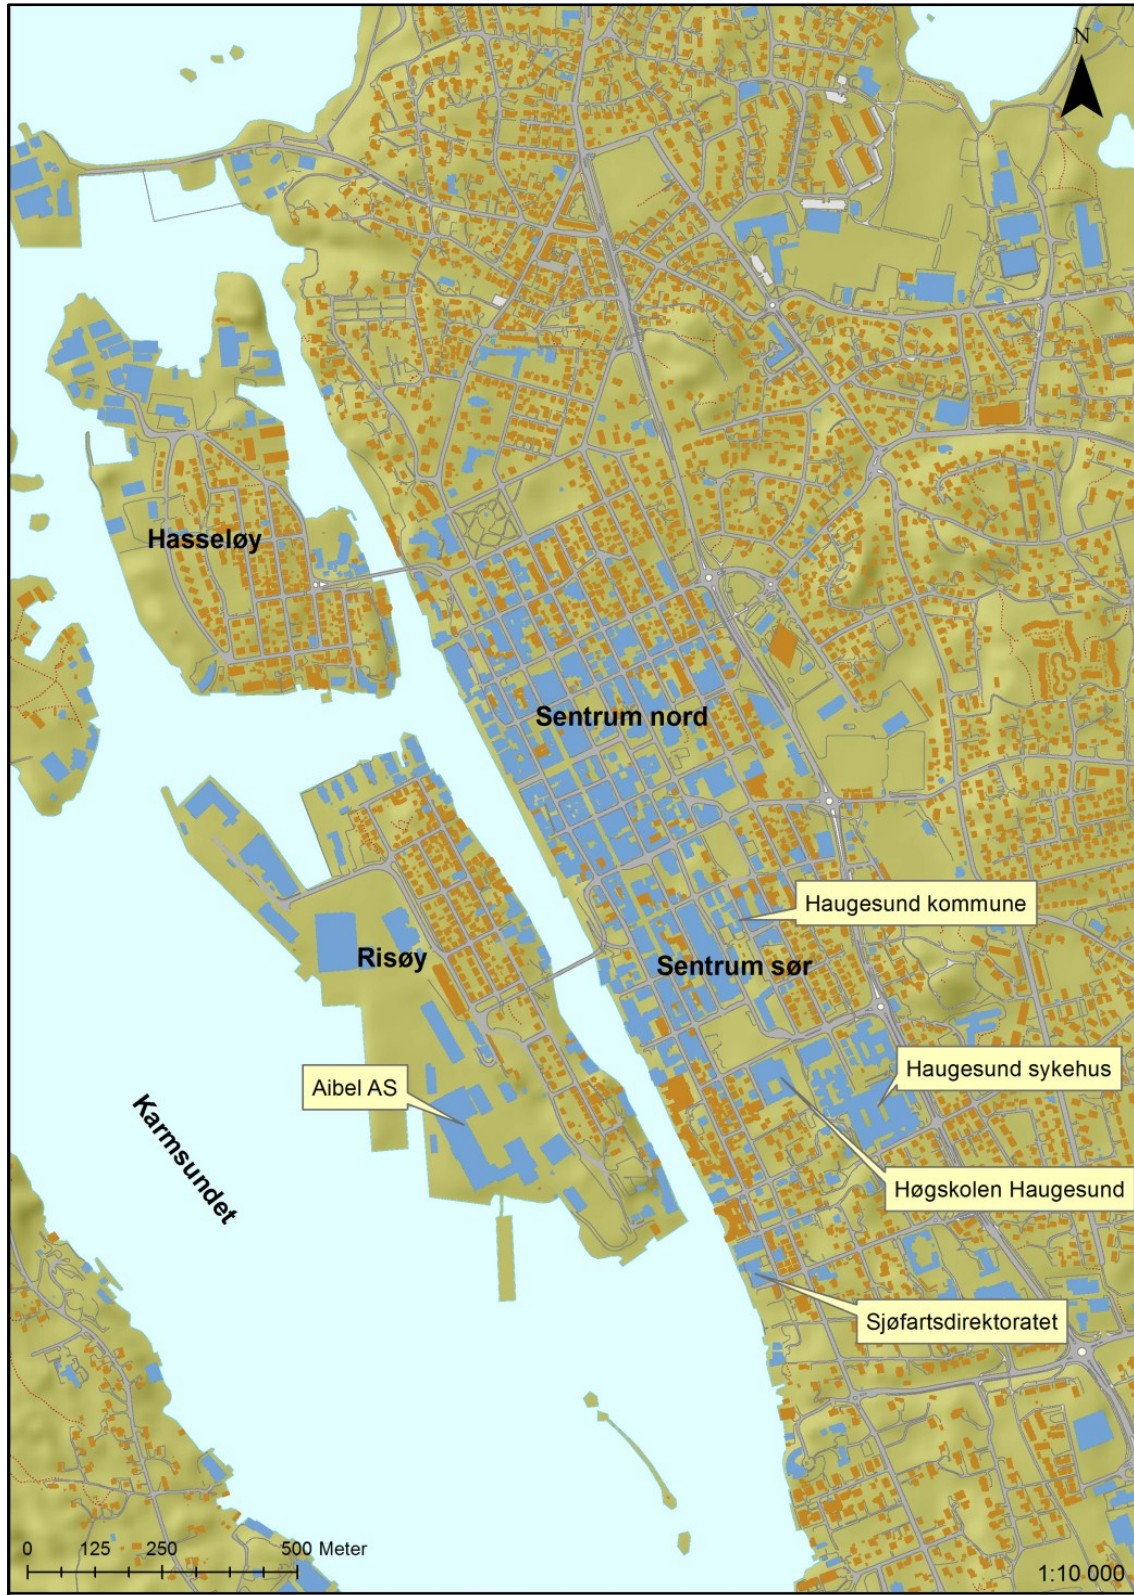 N
Hasseløy
Sentrum nord
Haugesund kommune
Risøy
Sentrum sør
Aibel AS
Haugesund sykehus
Karmsundet
Høgskolen Haugesund
Sjøfartsdirektoratet
0 125 250 500 Meter
1:10 000